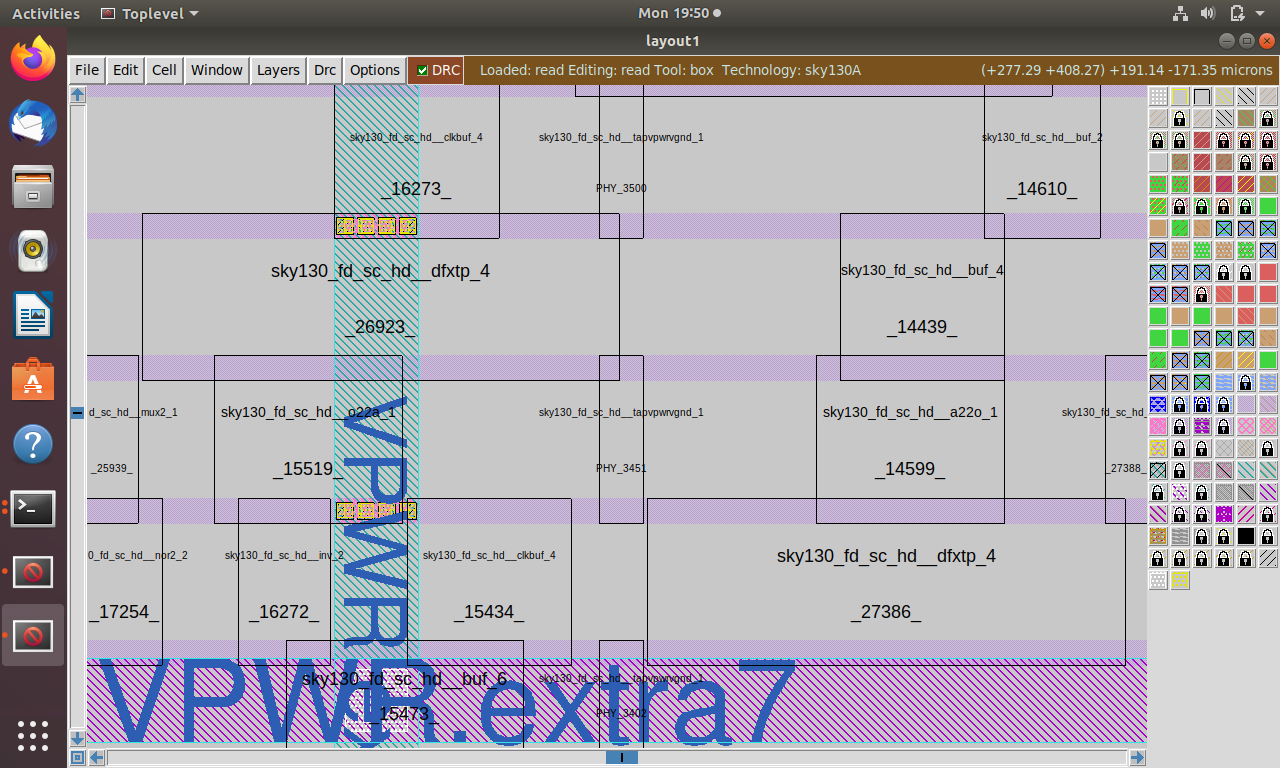 Activities Toplevel Mon 19:50
layout1
File Edit Cell Window Layers Drc Options DRC Loaded: read Editing: read Tool: box Technology: sky130A (+277.29 +408.27) +191.14 -171.35 microns
sky130_fd_sc_hd__clkbuf_4 sky130_fd_sc_hd__tapvpwrvgnd_1 sky130_fd_sc_hd__buf_2
_16273_ PHY_3500 _14610_
sky130_fd_sc_hd__dfxtp_4 sky130_fd_sc_hd__buf_4
_26923_ _14439_
d_sc_hd__mux2_1 sky130_fd_sc_hd__o22a_1 sky130_fd_sc_hd__tapvpwrvgnd_1 sky130_fd_sc_hd__a22o_1 sky130_fd_sc_hd_
_25939_ _15519_ PHY_3451 _14599_ _27388_
VPWR
0_fd_sc_hd__nor2_2 sky130_fd_sc_hd__inv_2 sky130_fd_sc_hd__clkbuf_4 sky130_fd_sc_hd__dfxtp_4
_17254_ _16272_ _15434_ _27386_
sky130_fd_sc_hd__buf_6 sky130_fd_sc_hd__tapvpwrvgnd_1
_15473_ PHY_3402
VPWR.extra7